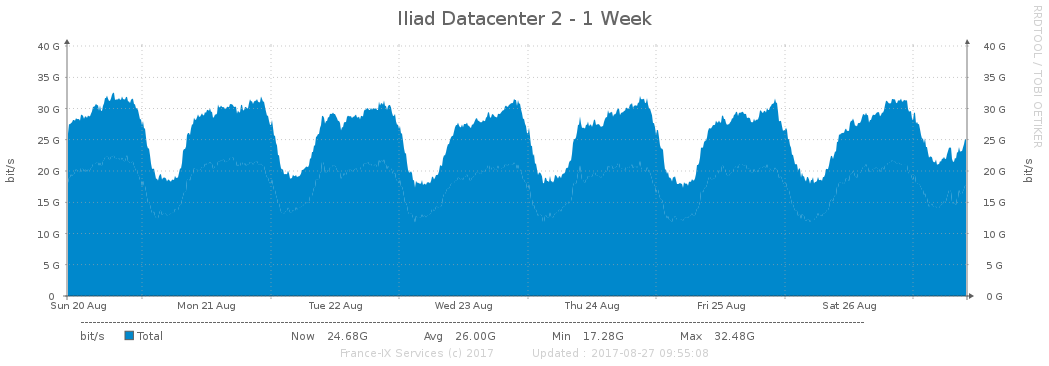 Iliad Datacenter 2 - 1 Week
RRDTOOL / TOBI OETIKER
bit/s
40 G
35 G
30 G
25 G
20 G
15 G
10 G
5 G
0
40 G
35 G
30 G
25 G
20 G
15 G
10 G
5 G
0 G
bit/s
Sun 20 Aug Mon 21 Aug Tue 22 Aug Wed 23 Aug Thu 24 Aug Fri 25 Aug Sat 26 Aug
bit/s Total Now 24.68G Avg 26.00G Min 17.28G Max 32.48G
France-IX Services (c) 2017 Updated : 2017-08-27 09:55:08